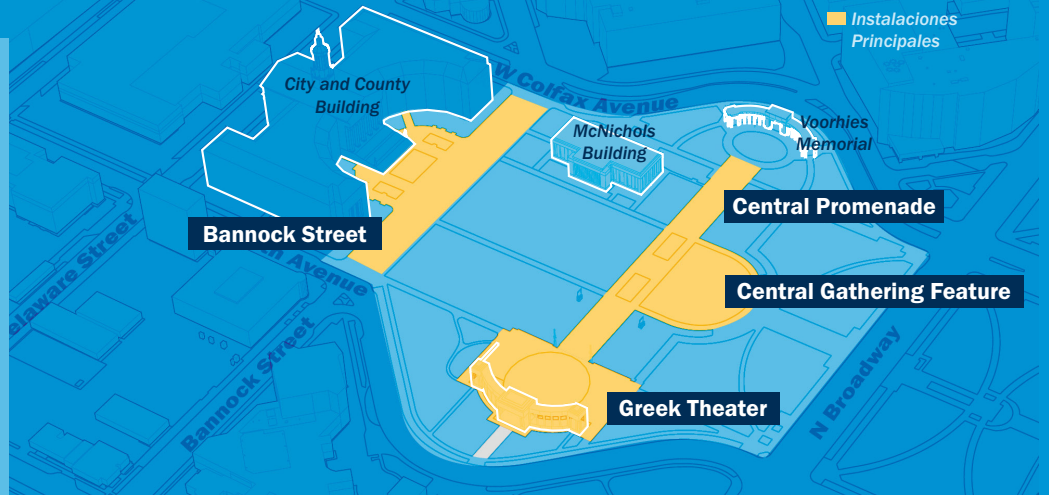 Instalaciones
Principales
City and County
Building
W Colfax Avenue
McNichols
Building
Voorhies
Memorial
Central Promenade
Bannock Street
Avenue
Central Gathering Feature
Bannock Street
Greek Theater
N Broadway
Street